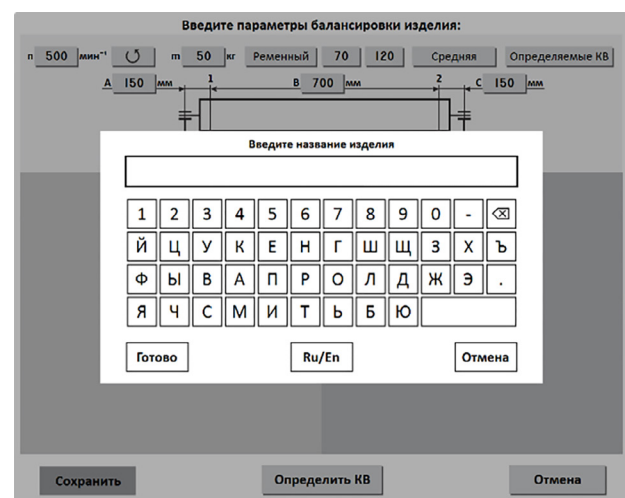 Введите параметры балансировки изделия:
n 500 мин⁻¹ m 50 кг Ременный 70 120 Средняя Определяемые КВ
A 150 мм 1 B 700 мм 2 C 150 мм
Введите название изделия
1 2 3 4 5 6 7 8 9 0 -
Й Ц У К Е Н Г Ш Щ З Х Ъ
Ф Ы В А П Р О Л Д Ж Э .
Я Ч С М И Т Ь Б Ю
Готово Ru/En Отмена
Сохранить Определить КВ Отмена